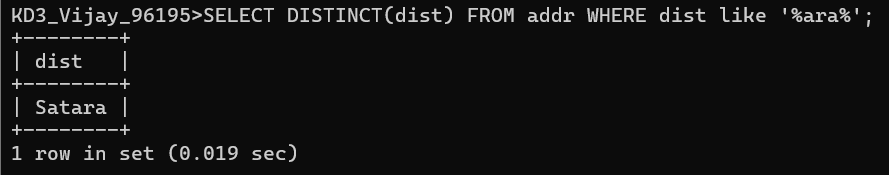 KD3_Vijay_96195>SELECT DISTINCT(dist) FROM addr WHERE dist like '%ara%';
+--------+
| dist   |
+--------+
| Satara |
+--------+
1 row in set (0.019 sec)